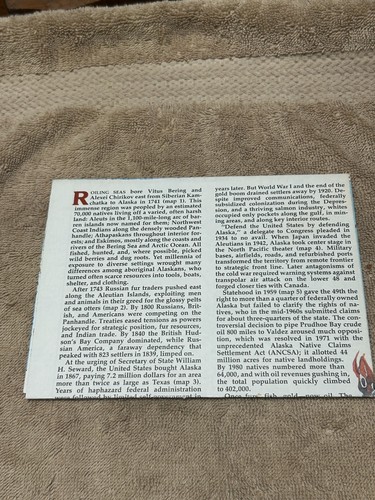 ROILING SEAS bore Vitus Bering and
Alexei Chirikov east from Siberian Kam-
chatka to Alaska in 1741 (map 1). This
immense region was peopled by an estimated
70,000 natives living off a varied, often harsh
land: Aleuts in the 1,100-mile-long arc of bar-
ren islands now named for them; Northwest
Coast Indians along the densely wooded Pan-
handle; Athapaskans throughout interior for-
ests; and Eskimos, mostly along the coasts and
rivers of the Bering Sea and Arctic Ocean. All
fished, hunted, and, where possible, picked
wild berries and dug roots. Yet millennia of
exposure to diverse settings wrought many
differences among aboriginal Alaskans, who
turned often scarce resources into tools, boats,
shelter, and clothing.
After 1743 Russian fur traders pushed east
along the Aleutian Islands, exploiting men
and animals in their greed for the glossy pelts
of sea otters (map 2). By 1800 Russians, Brit-
ish, and Americans were competing on the
Panhandle. Treaties eased tensions as powers
jockeyed for strategic position, fur resources,
and Indian trade. By 1840 the British Hud-
son's Bay Company dominated, while Rus-
sian America, a faraway dependency that
peaked with 823 settlers in 1839, limped on.
At the urging of Secretary of State William
H. Seward, the United States bought Alaska
in 1867, paying 7.2 million dollars for an area
more than twice as large as Texas (map 3).
Years of haphazard federal administration
years later. But World War I and the end of the
gold boom drained settlers away by 1920. De-
spite improved communications, federally
subsidized colonization during the Depres-
sion, and a thriving salmon industry, whites
occupied only pockets along the gulf, in min-
ing areas, and along key rivers.
"Defend the United States by defending
Alaska," a delegate to Congress pleaded in
1934, to no avail. When Japan invaded the
Aleutians in 1942, Alaska took center stage in
the North Pacific theater (map 4). Military
bases, airfields, roads, and refurbished ports
transformed the territory from remote frontier
to strategic front line. Later antagonisms of
the cold war required warning systems against
transpolar air attack on the lower 48 and
forged closer ties with Canada.
Statehood in 1959 (map 5) gave the 49th the
right to more than a quarter of federally owned
Alaska but failed to clarify the rights of na-
tives, who in the mid-1960s submitted claims
for about three-quarters of the state. The con-
troversial decision to pipe Prudhoe Bay crude
oil 800 miles to Valdez aroused much opposi-
tion, which was resolved in 1971 with the
unprecedented Alaska Native Claims
Settlement Act (ANCSA); it allotted 44
million acres for native landholdings.
By 1980 natives numbered more than
64,000, and with oil revenues gushing in,
the total population quickly climbed
to 402,000.